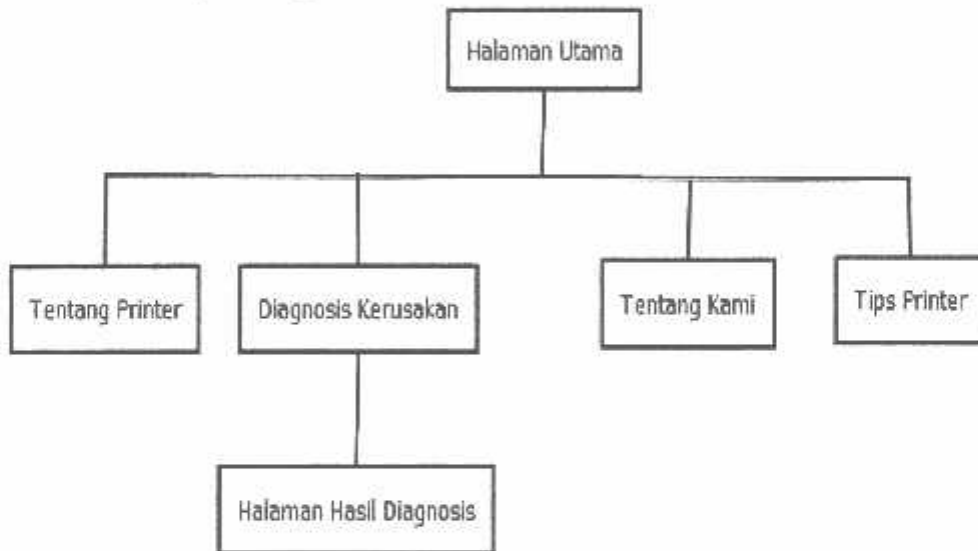 Halaman Utama
Tentang Printer
Diagnosis Kerusakan
Tentang Kami
Tips Printer
Halaman Hasil Diagnosis